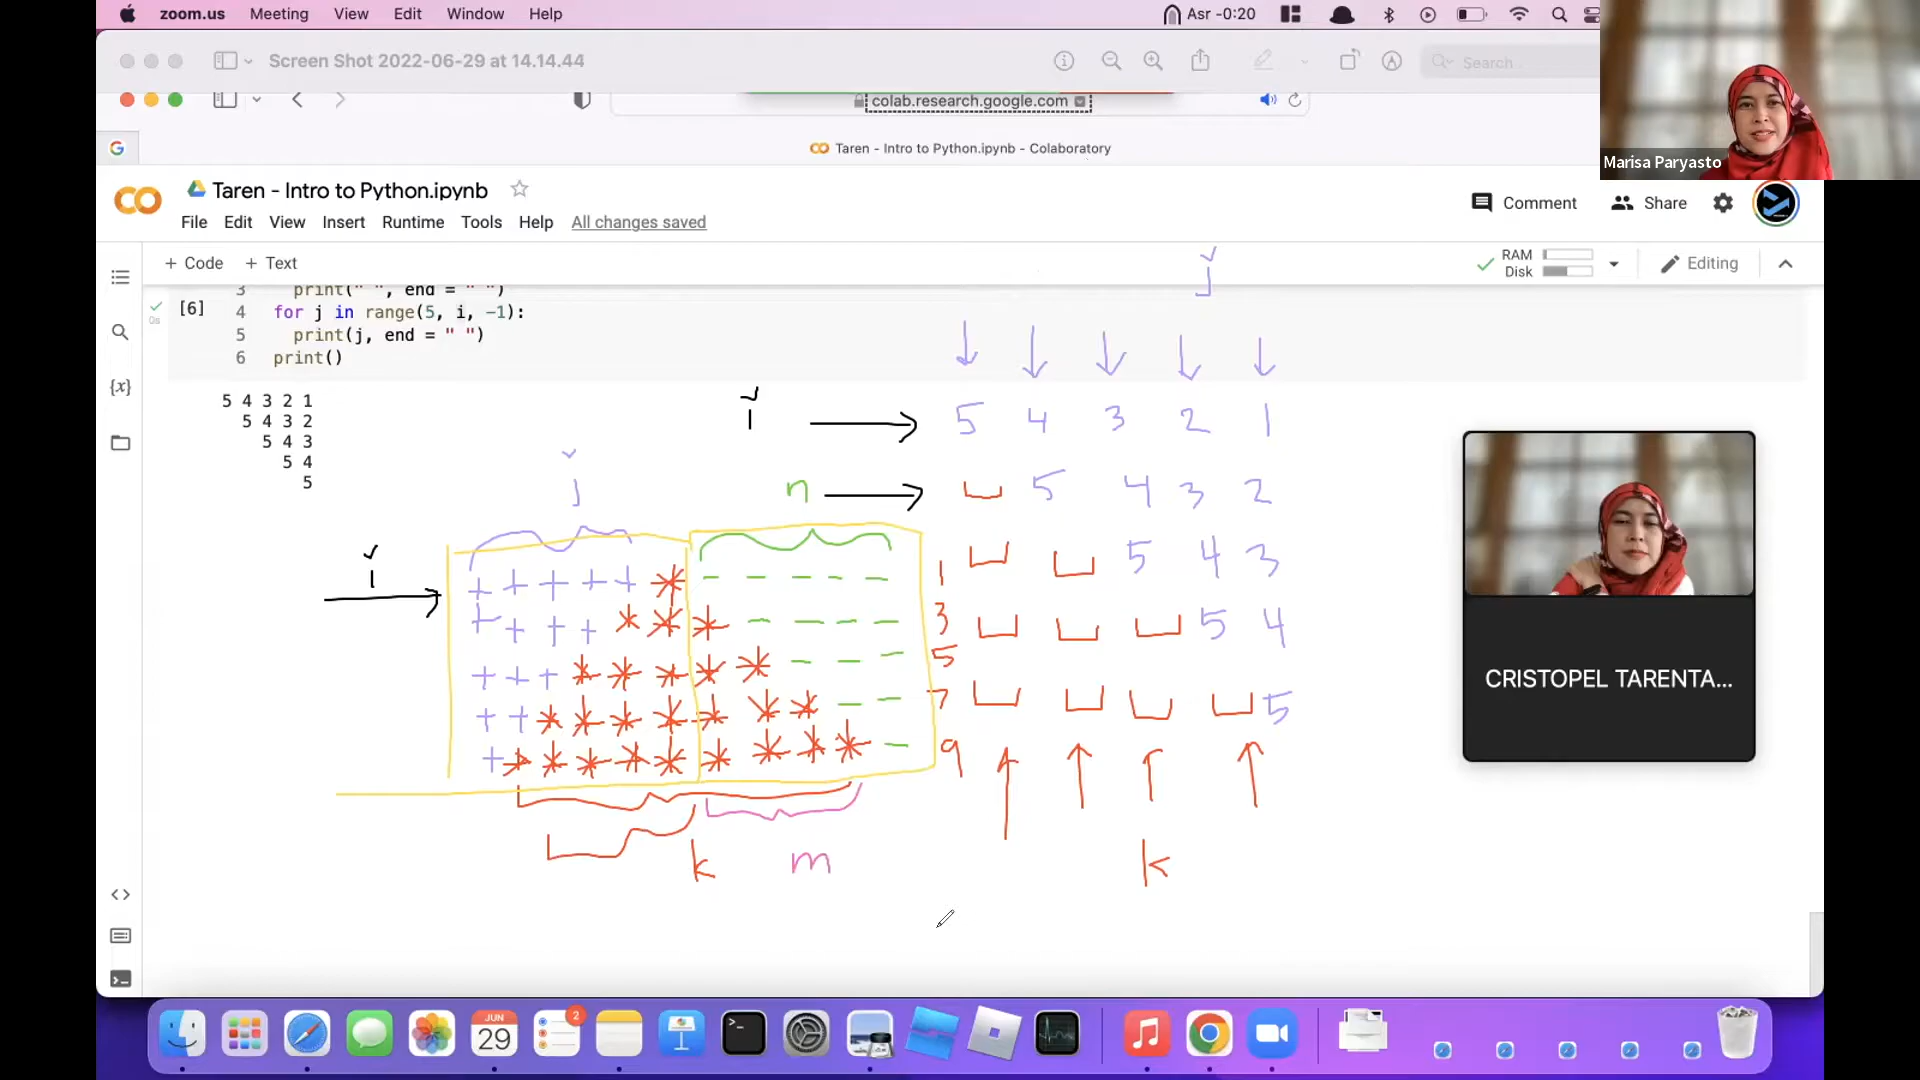 zoom.us Meeting View Edit Window Help Asr -0:20
Screen Shot 2022-06-29 at 14.14.44 Search
colab.research.google.com
Taren - Intro to Python.ipynb - Colaboratory
Marisa Paryasto
Taren - Intro to Python.ipynb
Comment Share
File Edit View Insert Runtime Tools Help All changes saved
+ Code + Text
RAM
Disk
Editing
3 print(" ", end = " ")
[6] 4 for j in range(5, i, -1):
5 print(j, end = " ")
6 print()
5 4 3 2 1
5 4 3 2
5 4 3
5 4
5
j
i → 5 4 3 2 1
n → ⎵ 5 4 3 2
⎵ ⎵ 5 4 3
⎵ ⎵ ⎵ 5 4
⎵ ⎵ ⎵ ⎵ 5
k
j
i →
+ + + + + * - - - - - 1
+ + + + * * * - - - - 3
+ + + * * * * * - - - 5
+ + * * * * * * * - - 7
+ * * * * * * * * * - 9
k m
CRISTOPEL TARENTA...
{x}
<>
2
JUN
29